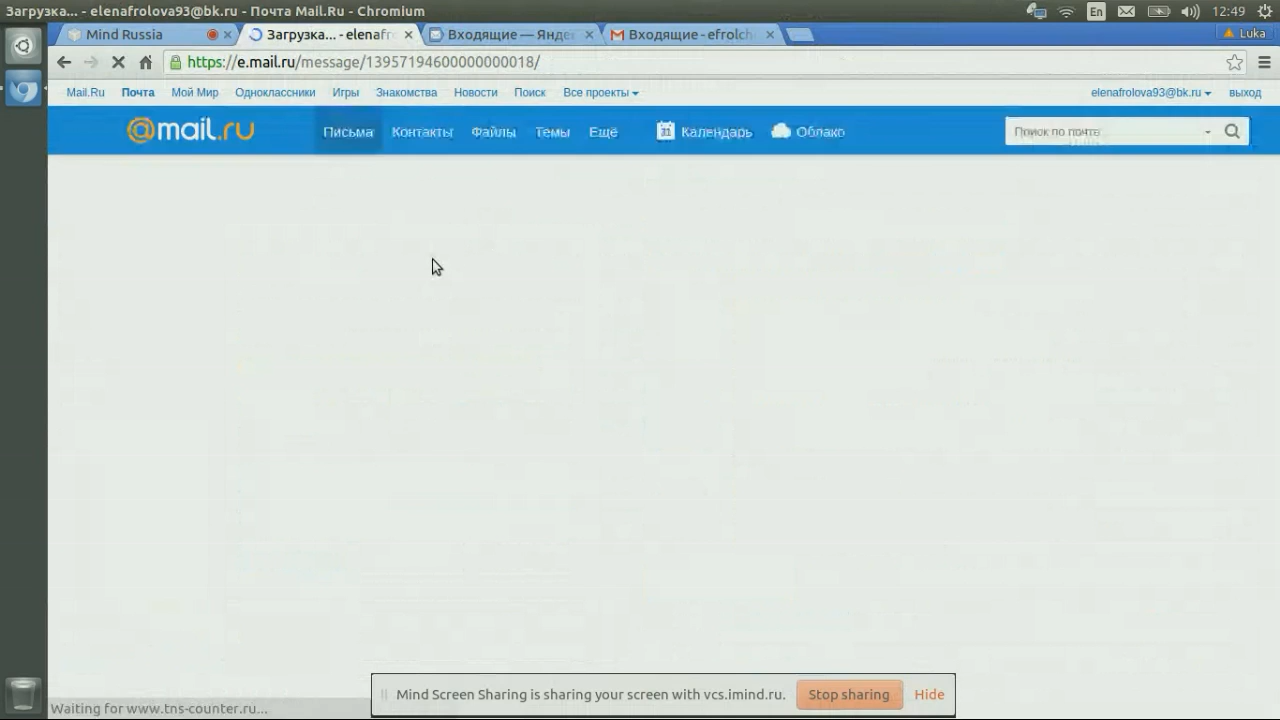 Загрузка... - elenafrolova93@bk.ru - Почта Mail.Ru - Chromium En 12:49
Mind Russia Загрузка... - elenafr Входящие — Яндек Входящие - efrolch Luka
https://e.mail.ru/message/13957194600000000018/
Mail.Ru Почта Мой Мир Одноклассники Игры Знакомства Новости Поиск Все проекты elenafrolova93@bk.ru выход
@mail.ru Письма Контакты Файлы Темы Ещё 31 Календарь Облако Поиск по почте
Mind Screen Sharing is sharing your screen with vcs.imind.ru. Stop sharing Hide
Waiting for www.tns-counter.ru...